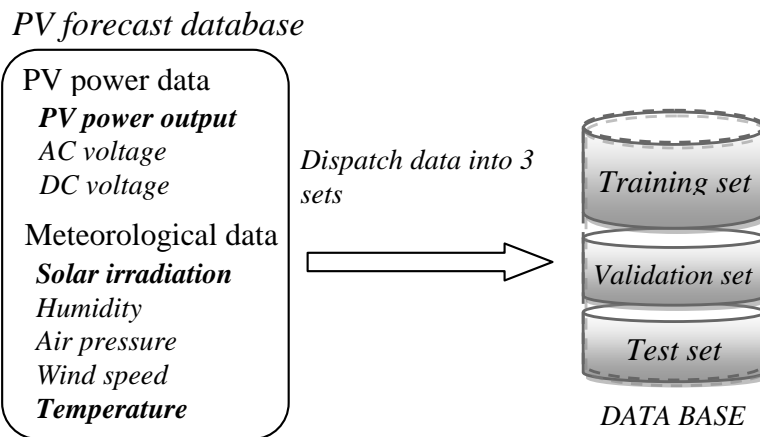 PV forecast database
PV power data
PV power output
AC voltage
DC voltage
Meteorological data
Solar irradiation
Humidity
Air pressure
Wind speed
Temperature
Dispatch data into 3
sets
Training set
Validation set
Test set
DATA BASE